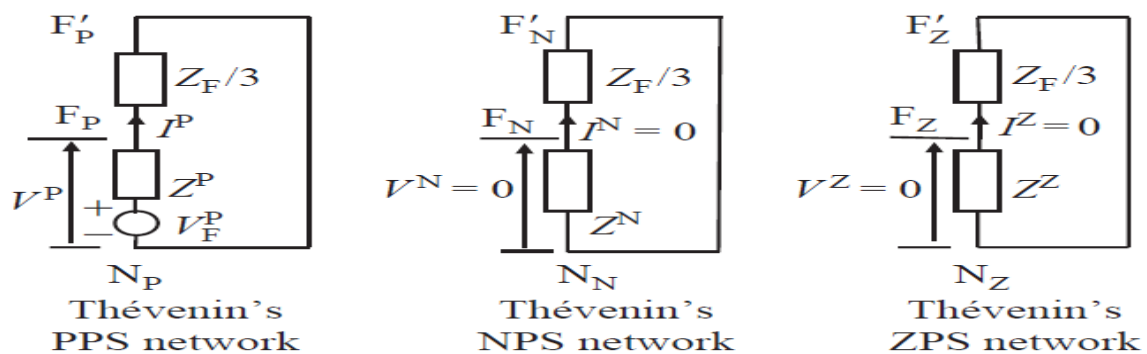 F′P F′N F′Z
ZF/3 ZF/3 ZF/3
FP IP FN IN = 0 FZ IZ = 0
VP ZP VN = 0 ZN VZ = 0 ZZ
+
− VPF
NP NN NZ
Thévenin's Thévenin's Thévenin's
PPS network NPS network ZPS network